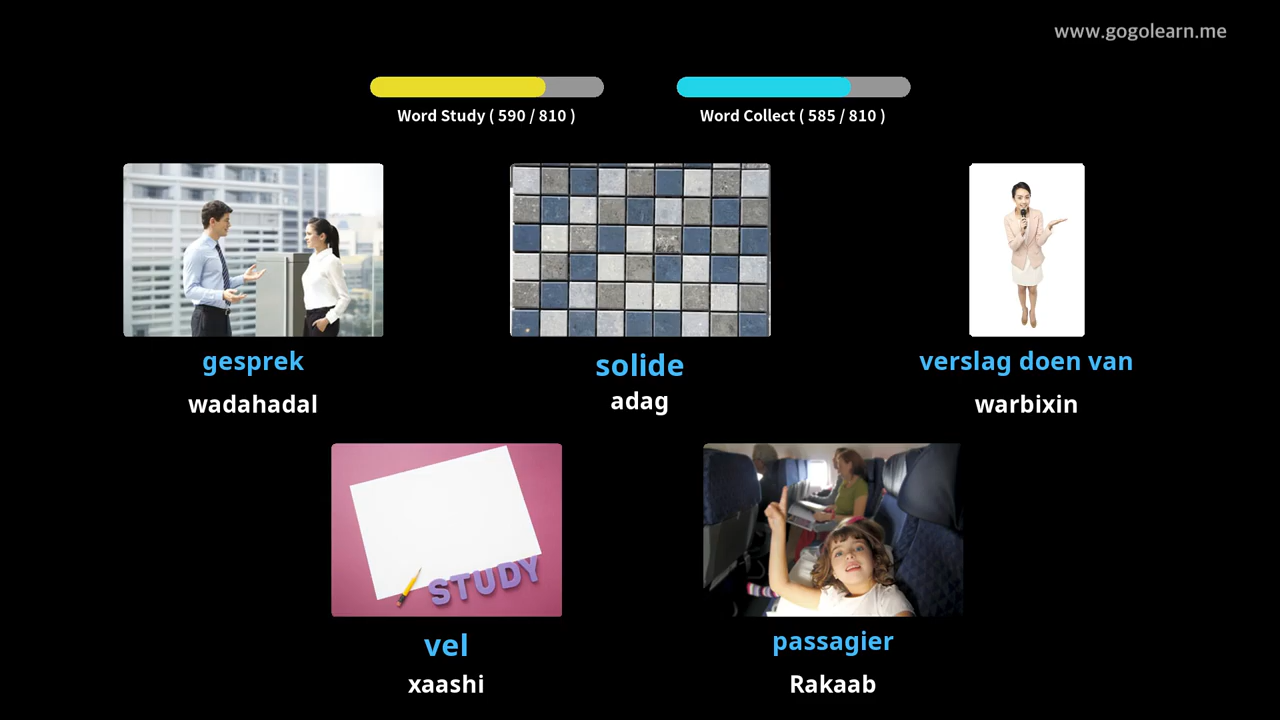 www.gogolearn.me
Word Study ( 590 / 810 )
Word Collect ( 585 / 810 )
gesprek
wadahadal
solide
adag
verslag doen van
warbixin
STUDY
vel
xaashi
passagier
Rakaab